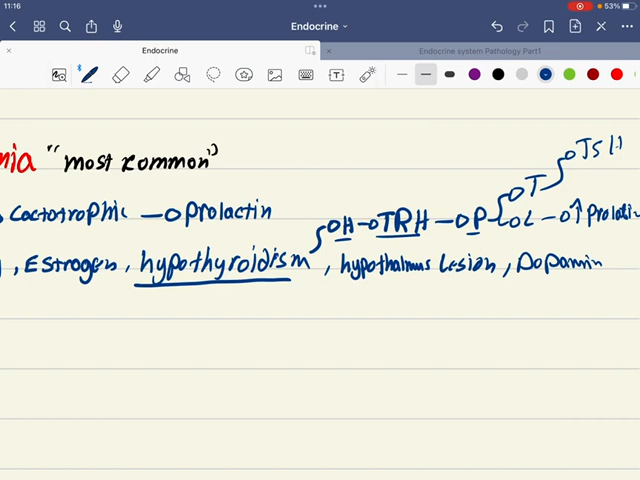 11:16
53%
Endocrine
Endocrine
Endocrine system Pathology Part1
mia "most common"
TSH
T
Lactotrophic → Prolactin
H → TRH → P
L → ↑ Prolactin
, Estrogen, hypothyroidism, hypothalmus Lesion, Dopamin